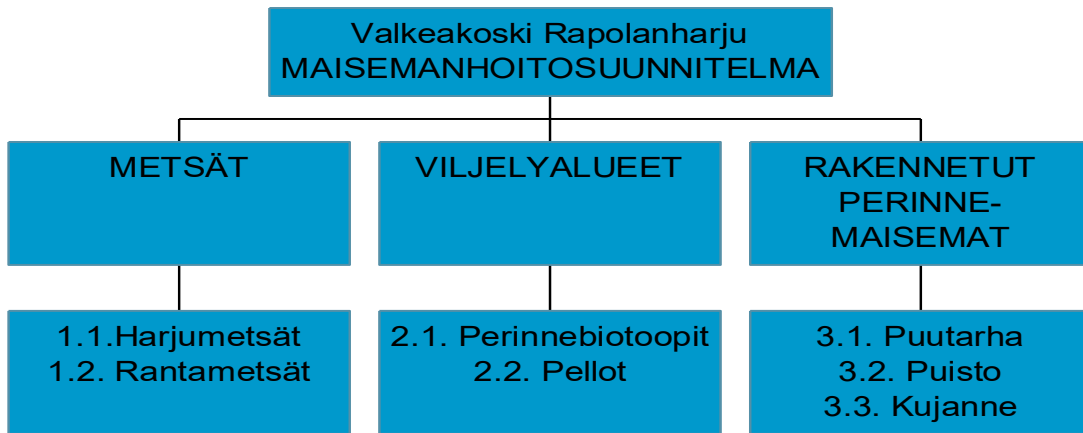 Valkeakoski Rapolanharju
MAISEMANHOITOSUUNNITELMA
METSÄT
VILJELYALUEET
RAKENNETUT
PERINNE-
MAISEMAT
1.1.Harjumetsät
1.2. Rantametsät
2.1. Perinnebiotoopit
2.2. Pellot
3.1. Puutarha
3.2. Puisto
3.3. Kujanne